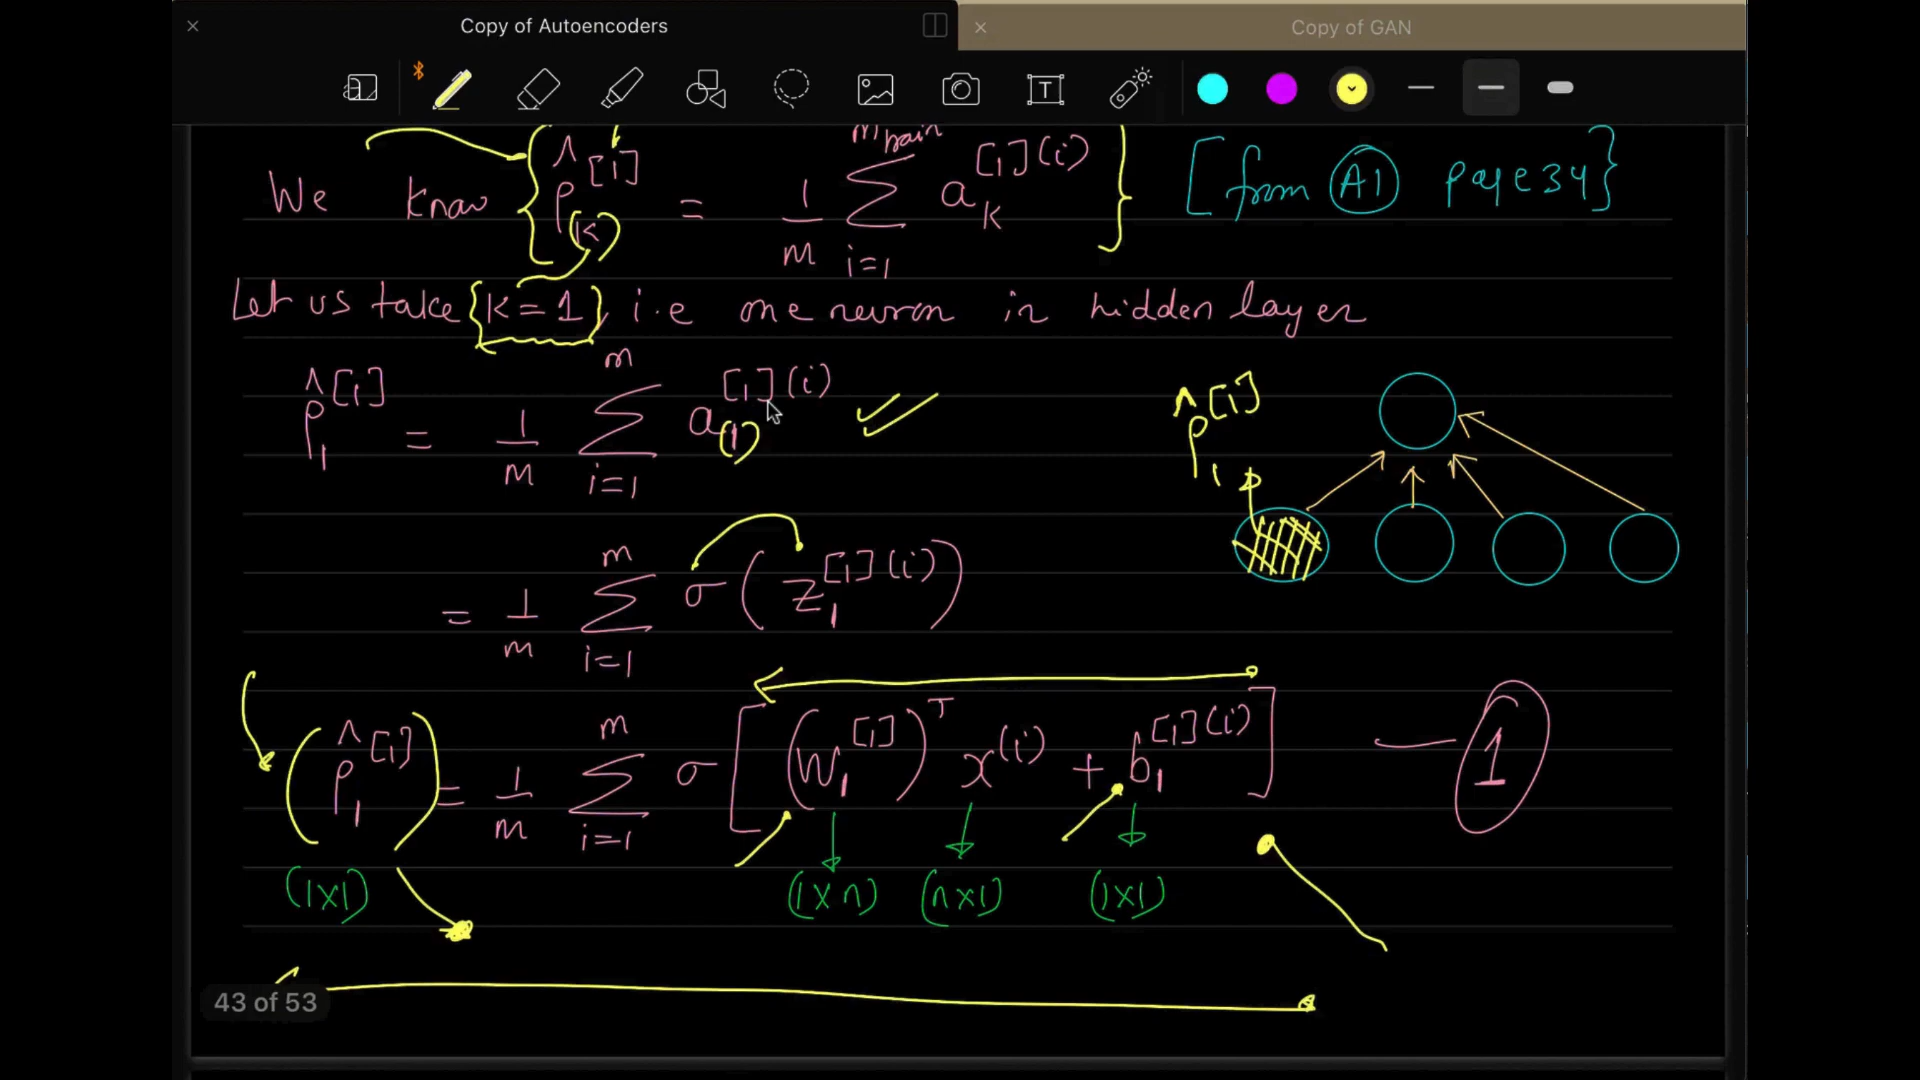 Copy of Autoencoders
Copy of GAN
We know { ρ̂_(k)^[1] = 1/m Σ_{i=1}^{m_train} a_k^[1](i) } [from A1 page 34}
Let us take {k = 1}, i.e one neuron in hidden layer
ρ̂_1^[1] = 1/m Σ_{i=1}^{m} a_(1)^[1](i)
ρ̂_1^[1]
= 1/m Σ_{i=1}^{m} σ ( z_1^[1](i) )
( ρ̂_1^[1] ) = 1/m Σ_{i=1}^{m} σ [ (W_1^[1])^T x^(i) + b_1^[1](i) ] — 1
(1x1) (1xn) (nx1) (1x1)
43 of 53